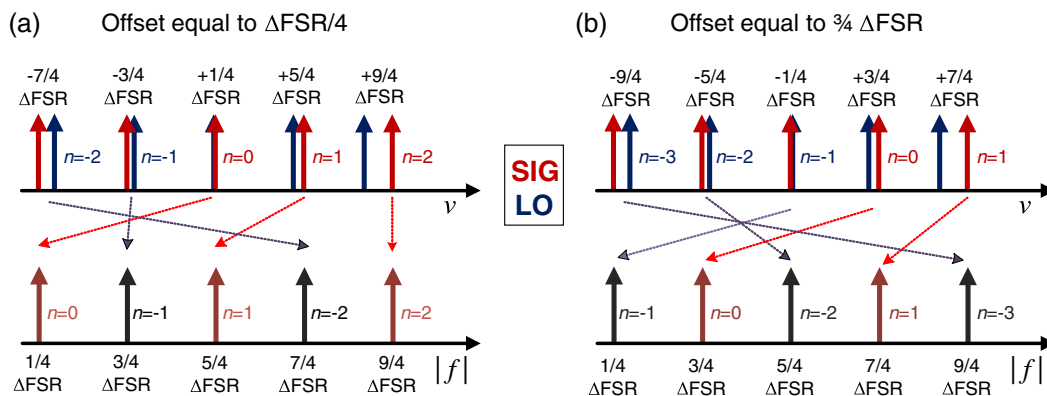 (a) Offset equal to ΔFSR/4
-7/4 -3/4 +1/4 +5/4 +9/4
ΔFSR ΔFSR ΔFSR ΔFSR ΔFSR
n=-2 n=-1 n=0 n=1 n=2
ν
n=0 n=-1 n=1 n=-2 n=2
1/4 3/4 5/4 7/4 9/4 |f|
ΔFSR ΔFSR ΔFSR ΔFSR ΔFSR
SIG
LO
(b) Offset equal to ¾ ΔFSR
-9/4 -5/4 -1/4 +3/4 +7/4
ΔFSR ΔFSR ΔFSR ΔFSR ΔFSR
n=-3 n=-2 n=-1 n=0 n=1
ν
n=-1 n=0 n=-2 n=1 n=-3
1/4 3/4 5/4 7/4 9/4 |f|
ΔFSR ΔFSR ΔFSR ΔFSR ΔFSR